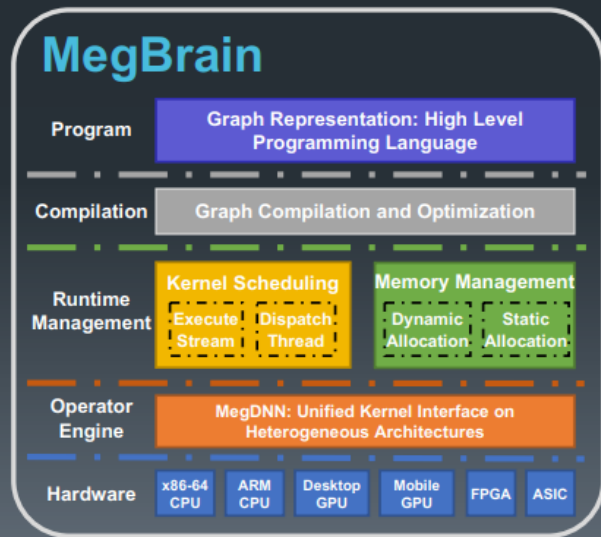 MegBrain
Program
Graph Representation: High Level
Programming Language
Compilation
Graph Compilation and Optimization
Runtime
Management
Kernel Scheduling
Execute
Stream
Dispatch
Thread
Memory Management
Dynamic
Allocation
Static
Allocation
Operator
Engine
MegDNN: Unified Kernel Interface on
Heterogeneous Architectures
Hardware
x86-64
CPU
ARM
CPU
Desktop
GPU
Mobile
GPU
FPGA
ASIC